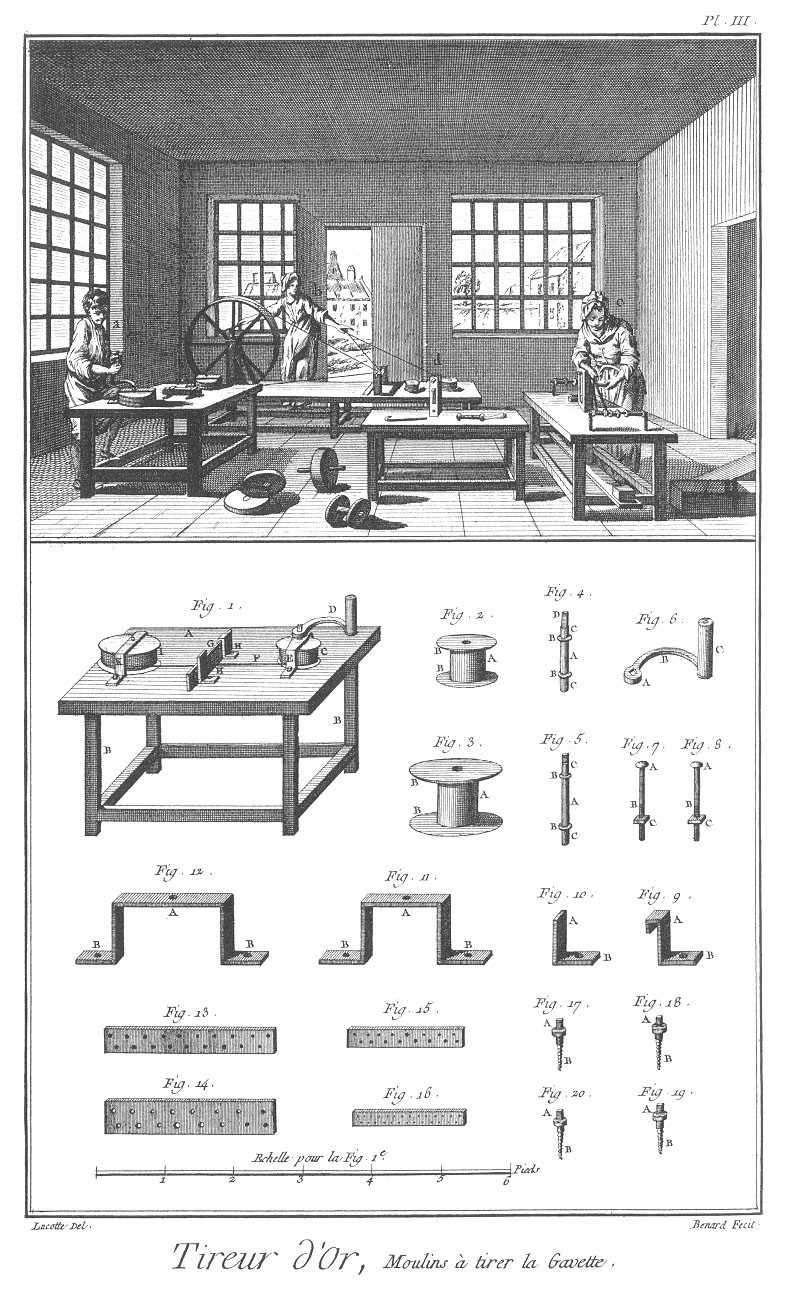 Pl. III.
a
b
c
d
Fig. 1.
A
B
B
C
D
E
F
G
H
H
I
K
Fig. 2.
B
B
A
Fig. 4.
D
C
B
A
B
C
Fig. 6.
A
B
C
Fig. 3.
B
B
A
Fig. 5.
C
B
A
B
C
Fig. 7.
A
B
C
Fig. 8.
A
B
C
Fig. 12.
A
B
B
Fig. 11.
A
B
B
Fig. 10.
A
B
Fig. 9.
A
B
Fig. 13.
Fig. 15.
Fig. 17.
A
B
Fig. 18.
A
B
Fig. 14.
Fig. 16.
Fig. 20.
A
B
Fig. 19.
A
B
Echelle pour la Fig. 1e.
1 2 3 4 5 6 Pieds
Lucotte Del.
Benard Fecit.
Tireur d'Or, Moulins à tirer la Gavette.